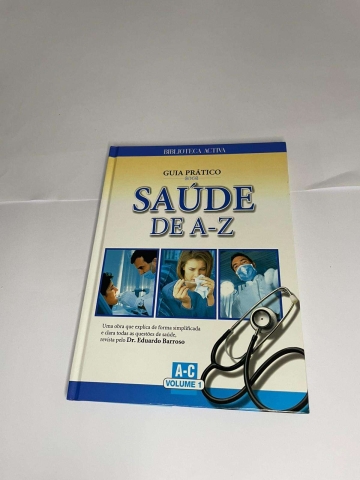 BIBLIOTECA ACTIVA
GUIA PRÁTICO
SAÚDE
DE A-Z
Uma obra que explica de forma simplificada
e clara todas as questões de saúde,
revista pelo Dr. Eduardo Barroso
A-C
VOLUME 1